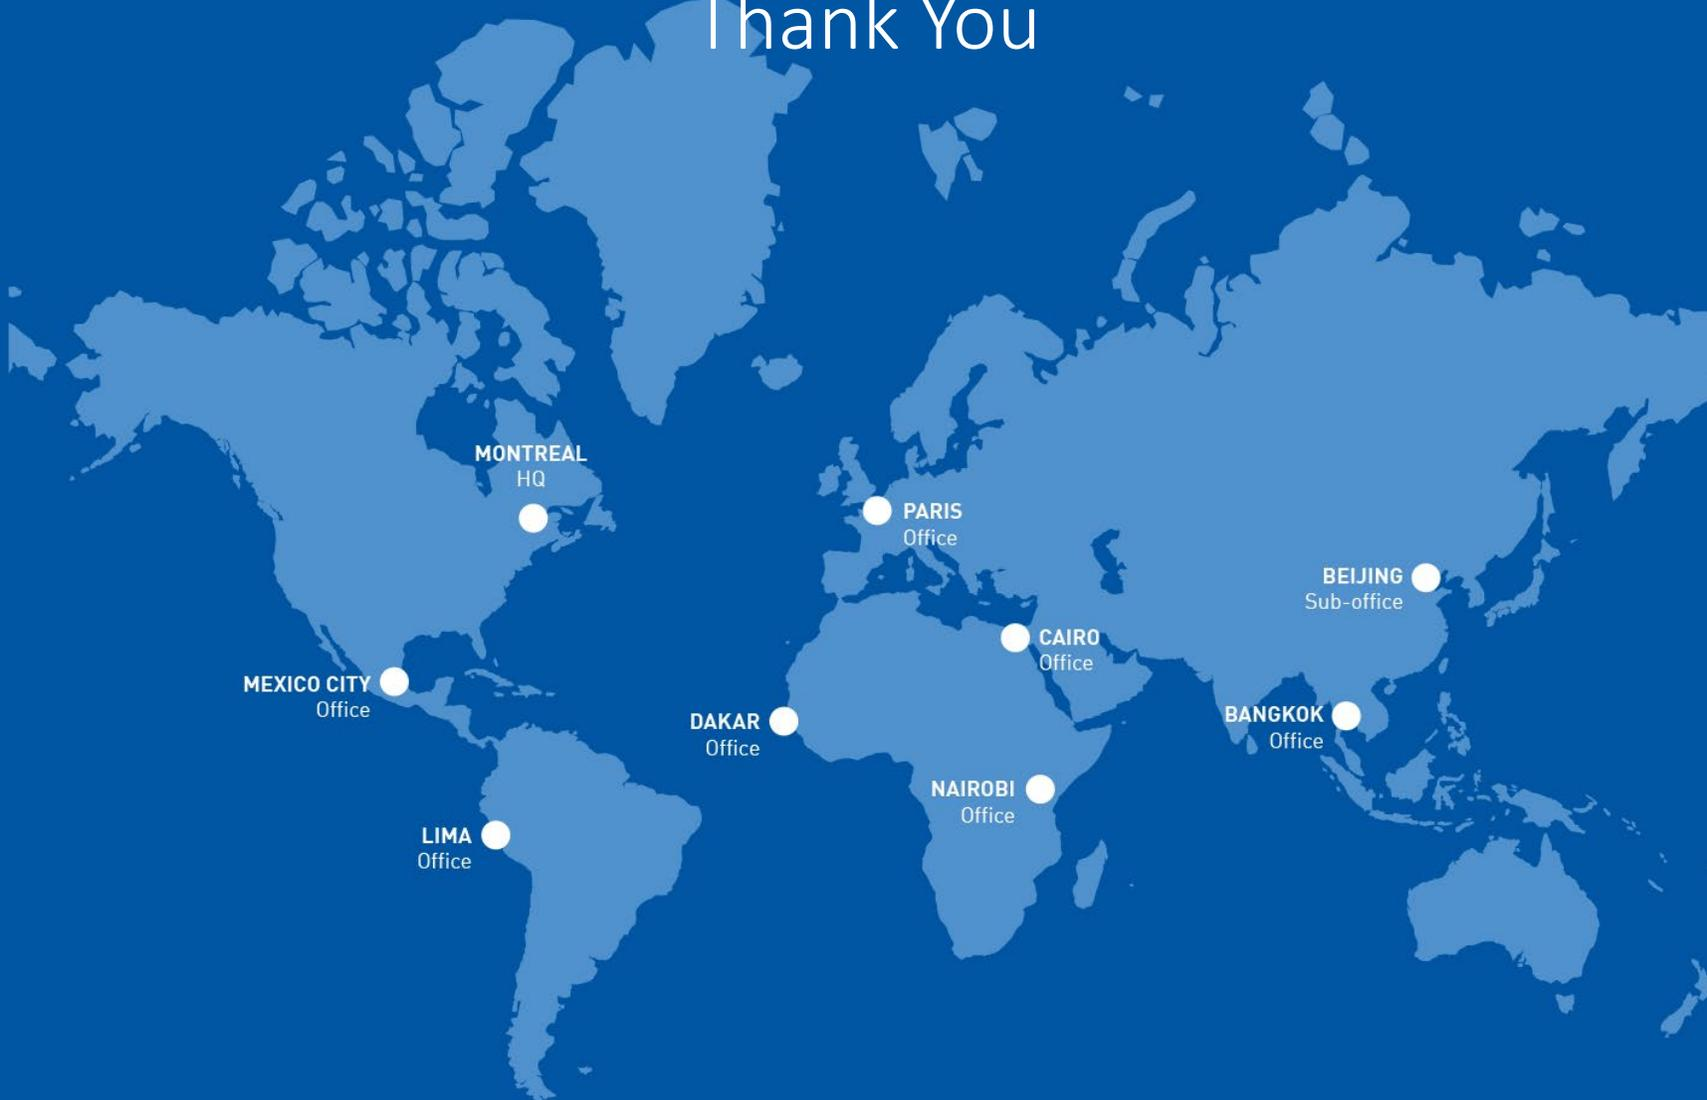 Thank You
MONTREAL
HQ
PARIS
Office
BEIJING
Sub-office
CAIRO
Office
MEXICO CITY
Office
DAKAR
Office
BANGKOK
Office
NAIROBI
Office
LIMA
Office